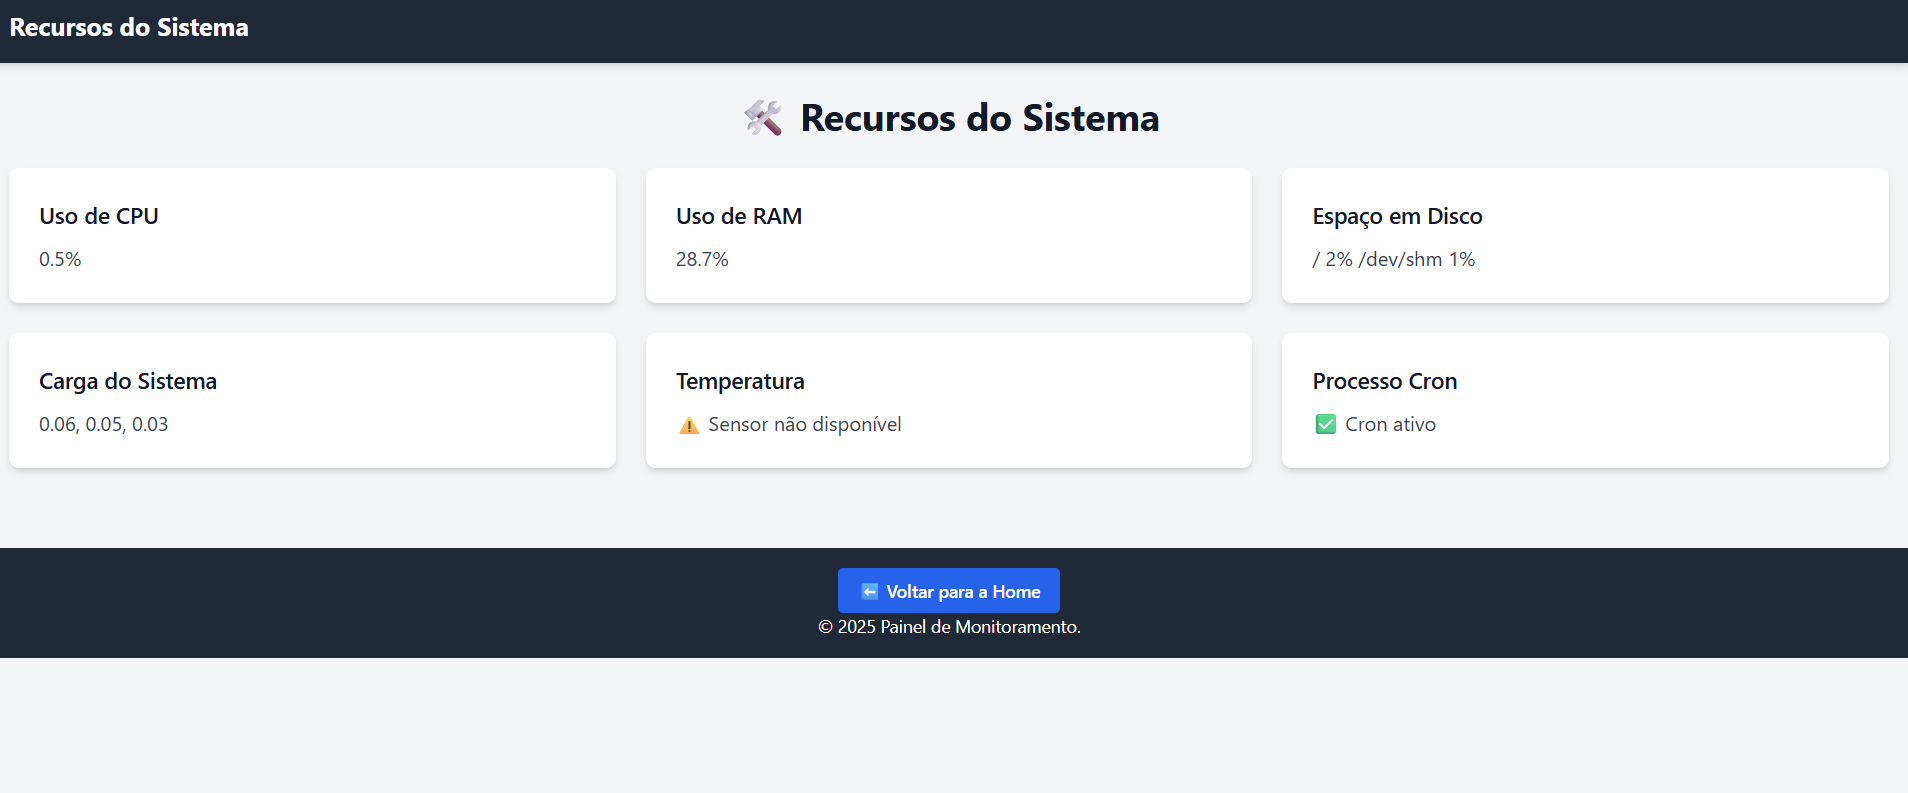 Recursos do Sistema
🛠️ Recursos do Sistema
Uso de CPU
0.5%
Uso de RAM
28.7%
Espaço em Disco
/ 2% /dev/shm 1%
Carga do Sistema
0.06, 0.05, 0.03
Temperatura
⚠️ Sensor não disponível
Processo Cron
✅ Cron ativo
⬅️ Voltar para a Home
© 2025 Painel de Monitoramento.